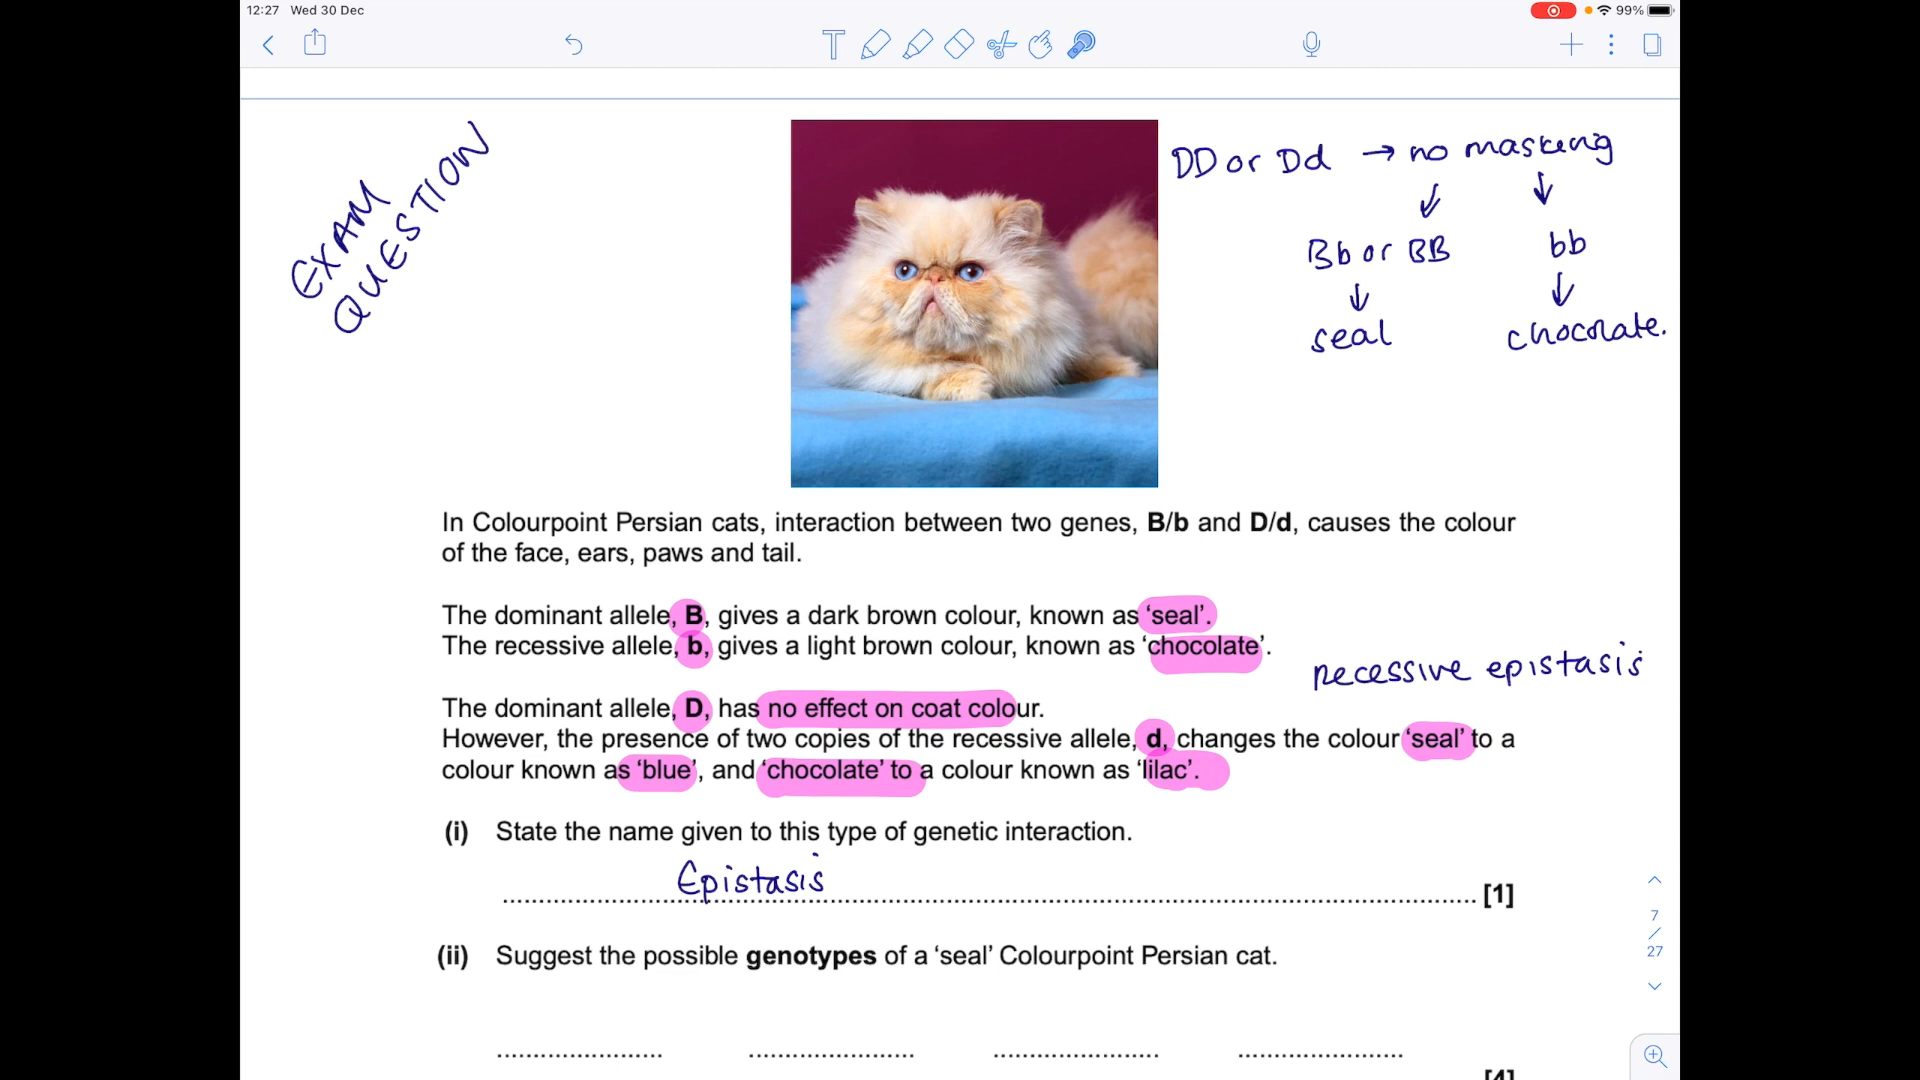 12:27 Wed 30 Dec
99%
T
EXAM
QUESTION
DD or Dd → no masking
Bb or BB
bb
seal
chocolate.
In Colourpoint Persian cats, interaction between two genes, B/b and D/d, causes the colour
of the face, ears, paws and tail.
The dominant allele, B, gives a dark brown colour, known as ‘seal’.
The recessive allele, b, gives a light brown colour, known as ‘chocolate’.
recessive epistasis
The dominant allele, D, has no effect on coat colour.
However, the presence of two copies of the recessive allele, d, changes the colour ‘seal’ to a
colour known as ‘blue’, and ‘chocolate’ to a colour known as ‘lilac’.
(i) State the name given to this type of genetic interaction.
Epistasis
[1]
7
/
27
(ii) Suggest the possible genotypes of a ‘seal’ Colourpoint Persian cat.
[4]